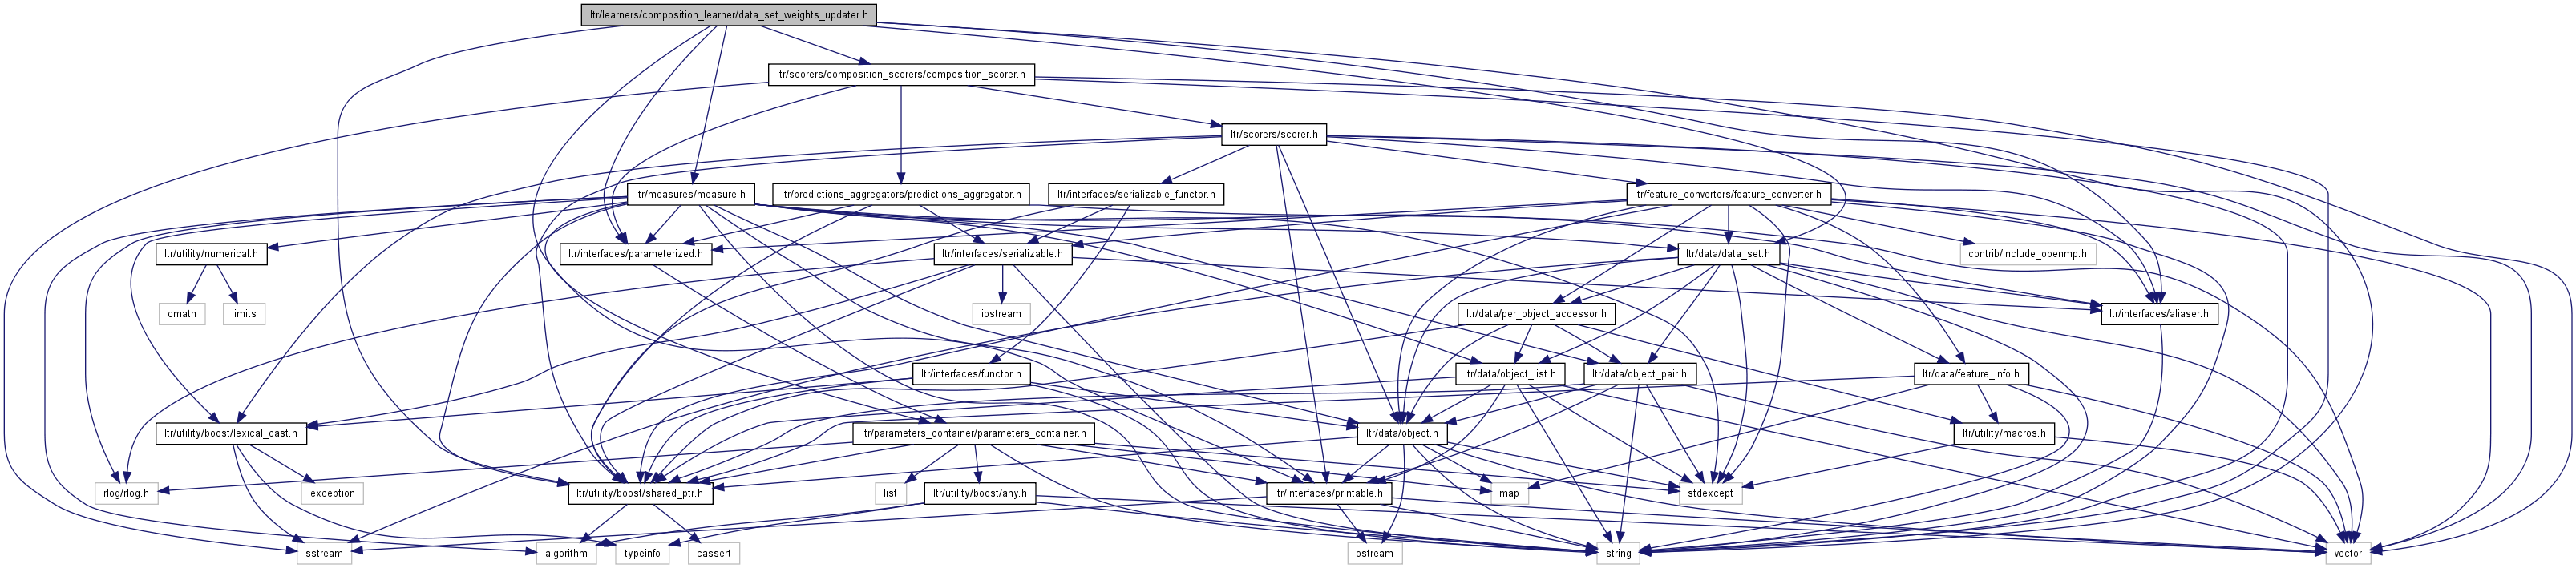 ltr/learners/composition_learner/data_set_weights_updater.h
ltr/scorers/composition_scorers/composition_scorer.h
ltr/scorers/scorer.h
ltr/measures/measure.h
ltr/predictions_aggregators/predictions_aggregator.h
ltr/interfaces/serializable_functor.h
ltr/feature_converters/feature_converter.h
ltr/utility/numerical.h
ltr/interfaces/parameterized.h
ltr/interfaces/serializable.h
ltr/data/data_set.h
contrib/include_openmp.h
cmath
limits
iostream
ltr/data/per_object_accessor.h
ltr/interfaces/aliaser.h
ltr/interfaces/functor.h
ltr/data/object_list.h
ltr/data/object_pair.h
ltr/data/feature_info.h
ltr/utility/boost/lexical_cast.h
ltr/parameters_container/parameters_container.h
ltr/data/object.h
ltr/utility/macros.h
rlog/rlog.h
exception
ltr/utility/boost/shared_ptr.h
list
ltr/utility/boost/any.h
ltr/interfaces/printable.h
map
stdexcept
sstream
algorithm
typeinfo
cassert
ostream
string
vector